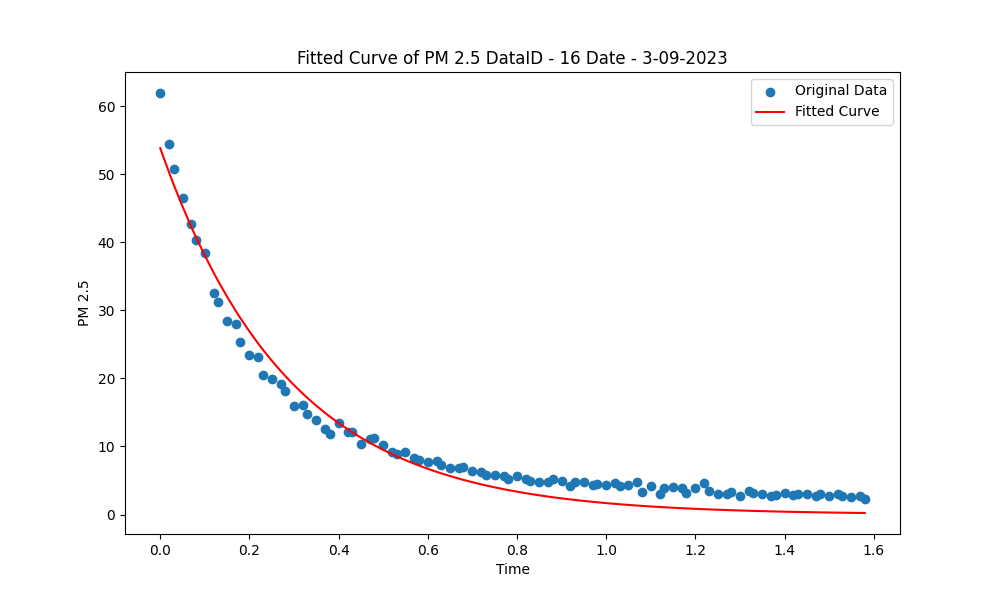 Fitted Curve of PM 2.5 DataID - 16 Date - 3-09-2023
Original Data
Fitted Curve
60
50
40
30
20
10
0
PM 2.5
0.0 0.2 0.4 0.6 0.8 1.0 1.2 1.4 1.6
Time